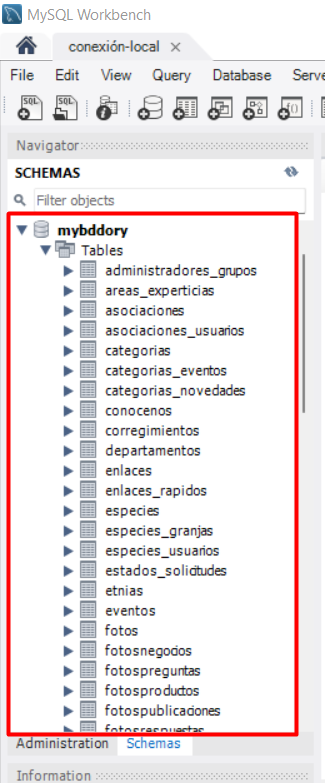 MySQL Workbench
conexión-local ×
File Edit View Query Database Serve
SQL SQL
Navigator
SCHEMAS
Filter objects
mybddory
Tables
administradores_grupos
areas_experticias
asociaciones
asociaciones_usuarios
categorias
categorias_eventos
categorias_novedades
conocenos
corregimientos
departamentos
enlaces
enlaces_rapidos
especies
especies_granjas
especies_usuarios
estados_solicitudes
etnias
eventos
fotos
fotosnegocios
fotospreguntas
fotosproductos
fotospublicaciones
fotosrespuestas
Administration Schemas
Information